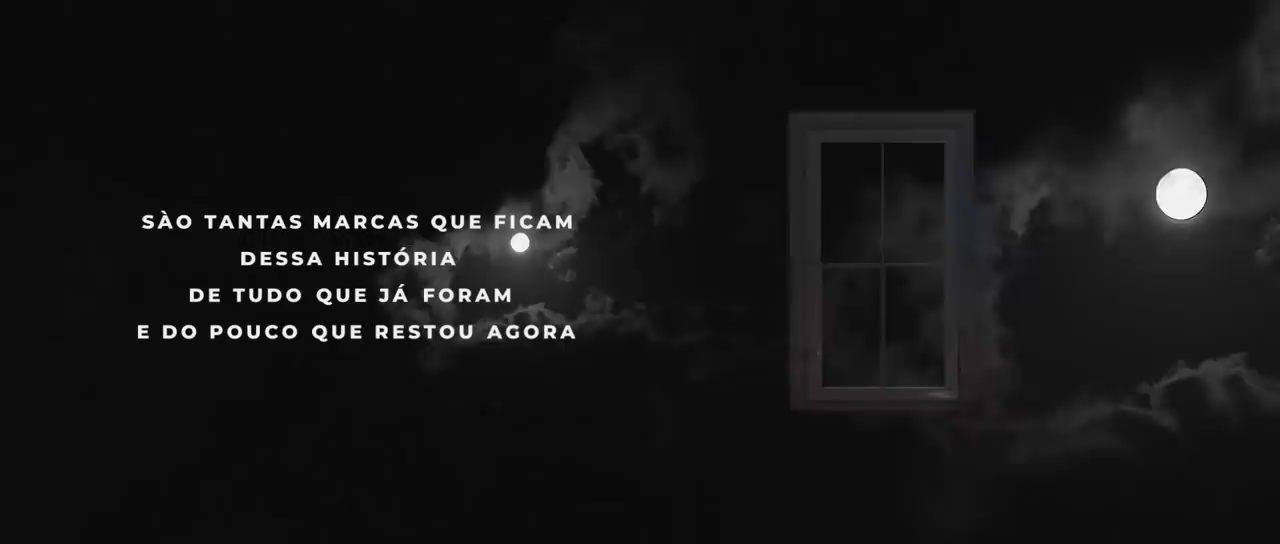 SÀO TANTAS MARCAS QUE FICAM
DESSA HISTÓRIA
DE TUDO QUE JÁ FORAM
E DO POUCO QUE RESTOU AGORA